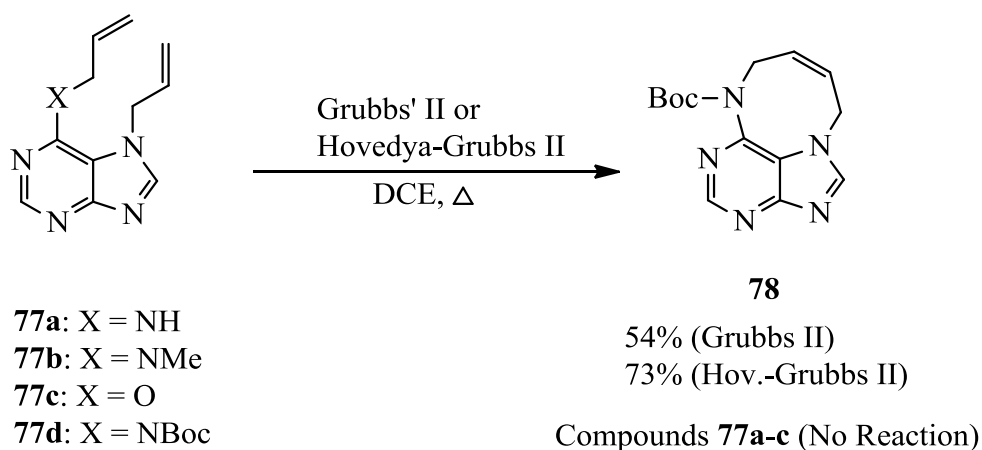 X
N
N
N
N
Grubbs' II or
Hovedya-Grubbs II
DCE, △
Boc
N
N
N
N
N
78
77a: X = NH
77b: X = NMe
77c: X = O
77d: X = NBoc
54% (Grubbs II)
73% (Hov.-Grubbs II)
Compounds 77a-c (No Reaction)